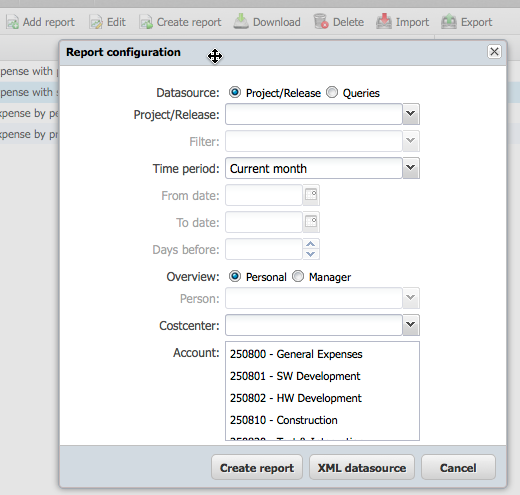 Add report Edit Create report Download Delete Import Export
Report configuration
pense with
pense with s
xpense by pe
xpense by pr
Datasource: Project/Release Queries
Project/Release:
Filter:
Time period: Current month
From date:
To date:
Days before:
Overview: Personal Manager
Person:
Costcenter:
Account:
250800 - General Expenses
250801 - SW Development
250802 - HW Development
250810 - Construction
Create report XML datasource Cancel